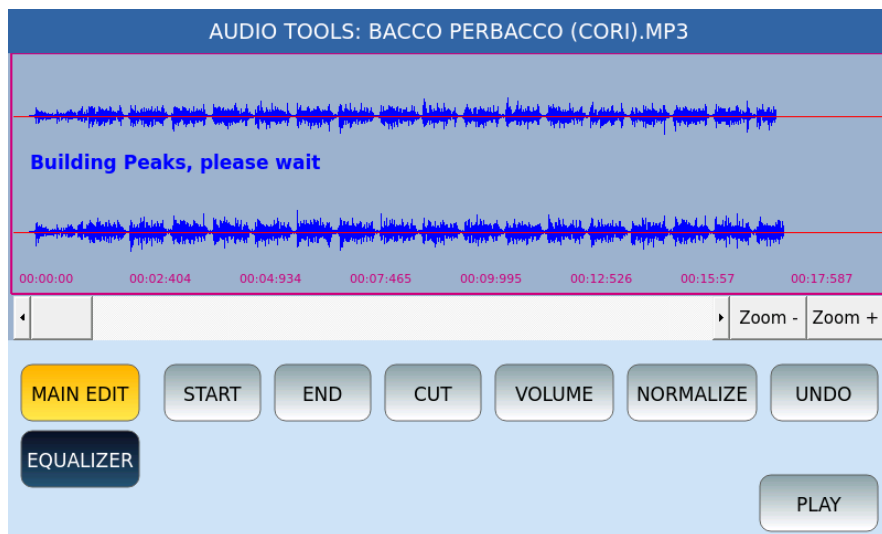 AUDIO TOOLS: BACCO PERBACCO (CORI).MP3
Building Peaks, please wait
00:00:00 00:02:404 00:04:934 00:07:465 00:09:995 00:12:526 00:15:57 00:17:587
Zoom - Zoom +
MAIN EDIT START END CUT VOLUME NORMALIZE UNDO
EQUALIZER
PLAY